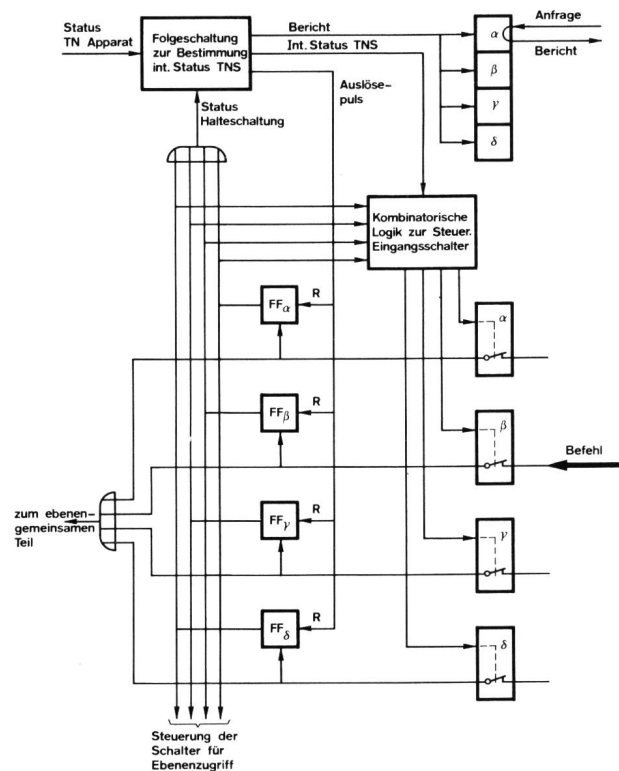 Status
TN Apparat
Folgeschaltung
zur Bestimmung
int. Status TNS
Bericht
Int. Status TNS
Auslöse-
puls
Anfrage
Bericht
α
β
γ
δ
Status
Halteschaltung
Kombinatorische
Logik zur Steuer.
Eingangsschalter
FFα
R
α
FFβ
R
β
Befehl
zum ebenen-
gemeinsamen
Teil
FFγ
R
γ
FFδ
R
δ
Steuerung der
Schalter für
Ebenenzugriff